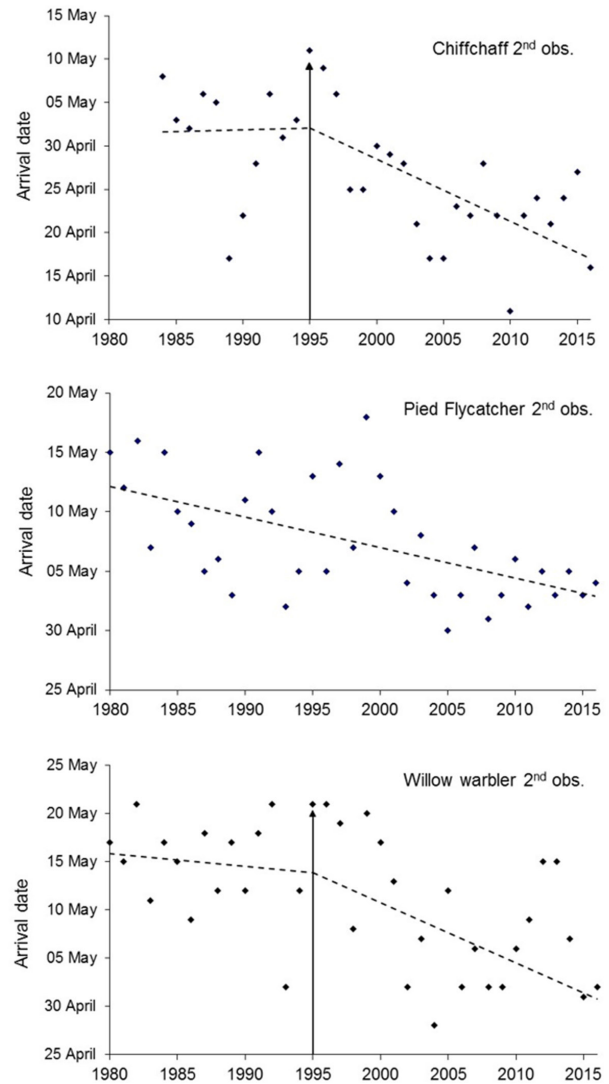 Chiffchaff 2nd obs.
Arrival date
15 May
10 May
05 May
30 April
25 April
20 April
15 April
10 April
1980 1985 1990 1995 2000 2005 2010 2015
Pied Flycatcher 2nd obs.
Arrival date
20 May
15 May
10 May
05 May
30 April
25 April
1980 1985 1990 1995 2000 2005 2010 2015
Willow warbler 2nd obs.
Arrival date
25 May
20 May
15 May
10 May
05 May
30 April
25 April
1980 1985 1990 1995 2000 2005 2010 2015